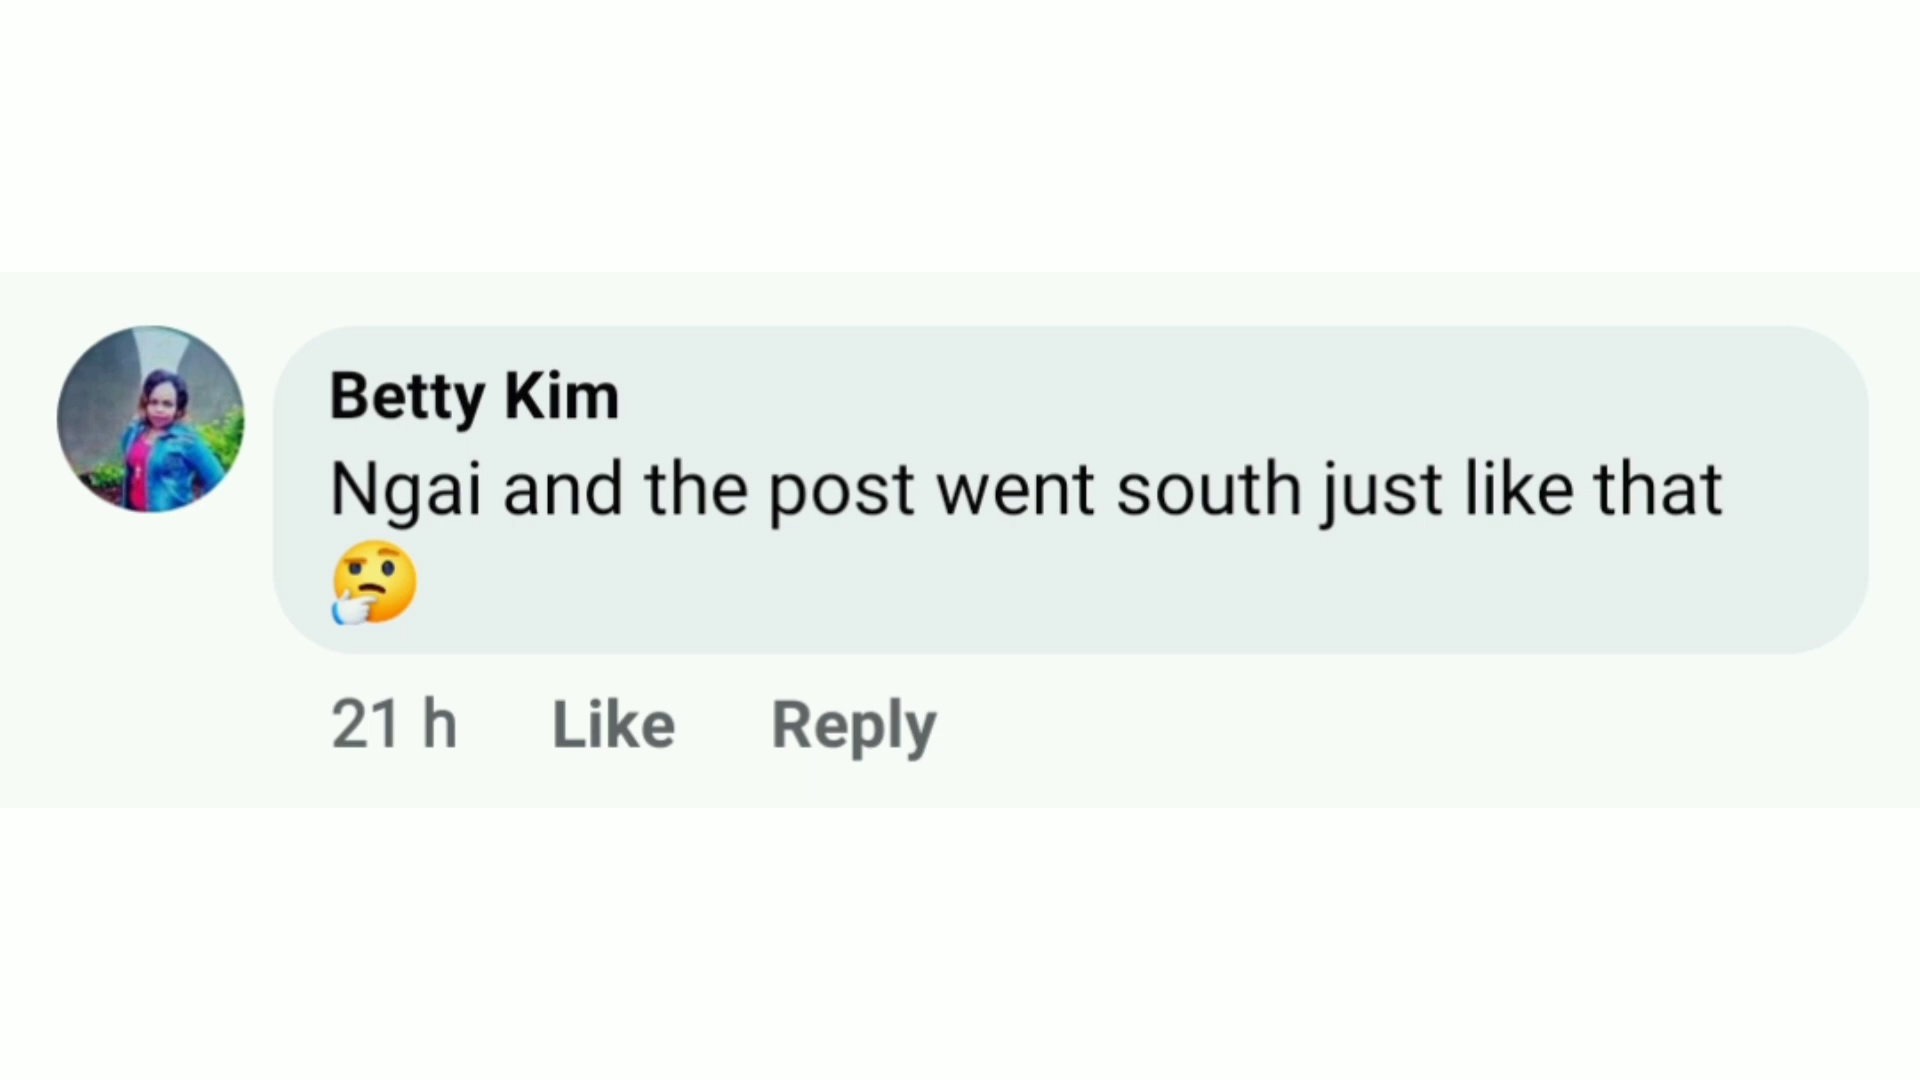 Betty Kim
Ngai and the post went south just like that
🤔
21 h Like Reply